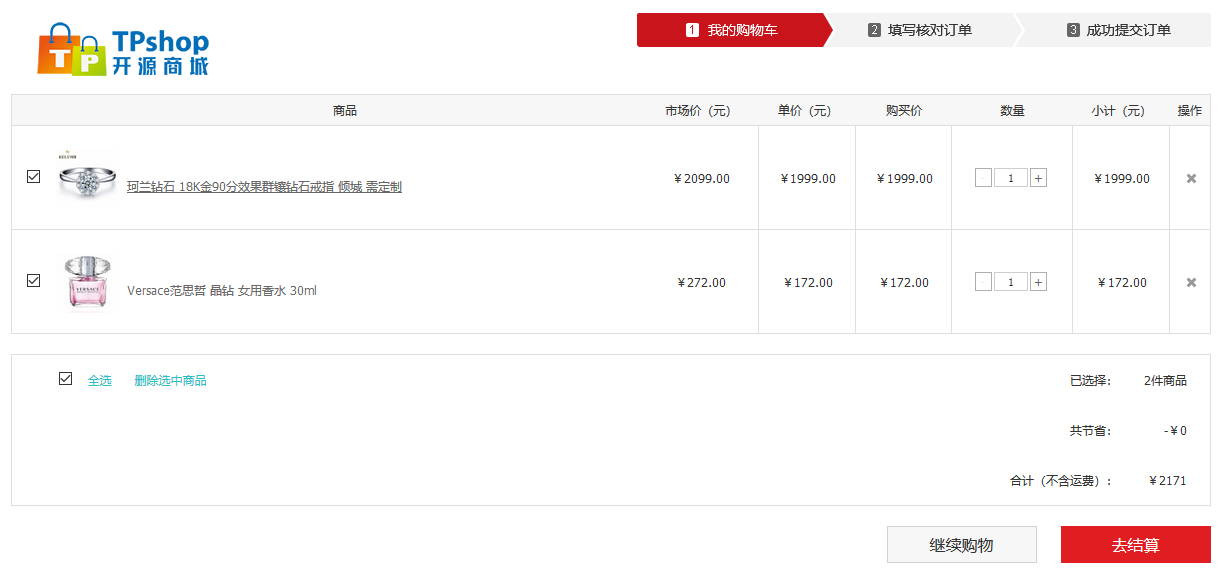 TPshop
开源商城
TP
1 我的购物车
2 填写核对订单
3 成功提交订单
商品 市场价（元） 单价（元） 购买价 数量 小计（元） 操作
珂兰钻石 18K金90分效果群镶钻石戒指 倾城 需定制 ￥2099.00 ￥1999.00 ￥1999.00 - 1 + ￥1999.00 ×
VERSACE
Versace范思哲 晶钻 女用香水 30ml ￥272.00 ￥172.00 ￥172.00 - 1 + ￥172.00 ×
全选 删除选中商品 已选择： 2件商品
共节省： -￥0
合计（不含运费）： ￥2171
继续购物 去结算